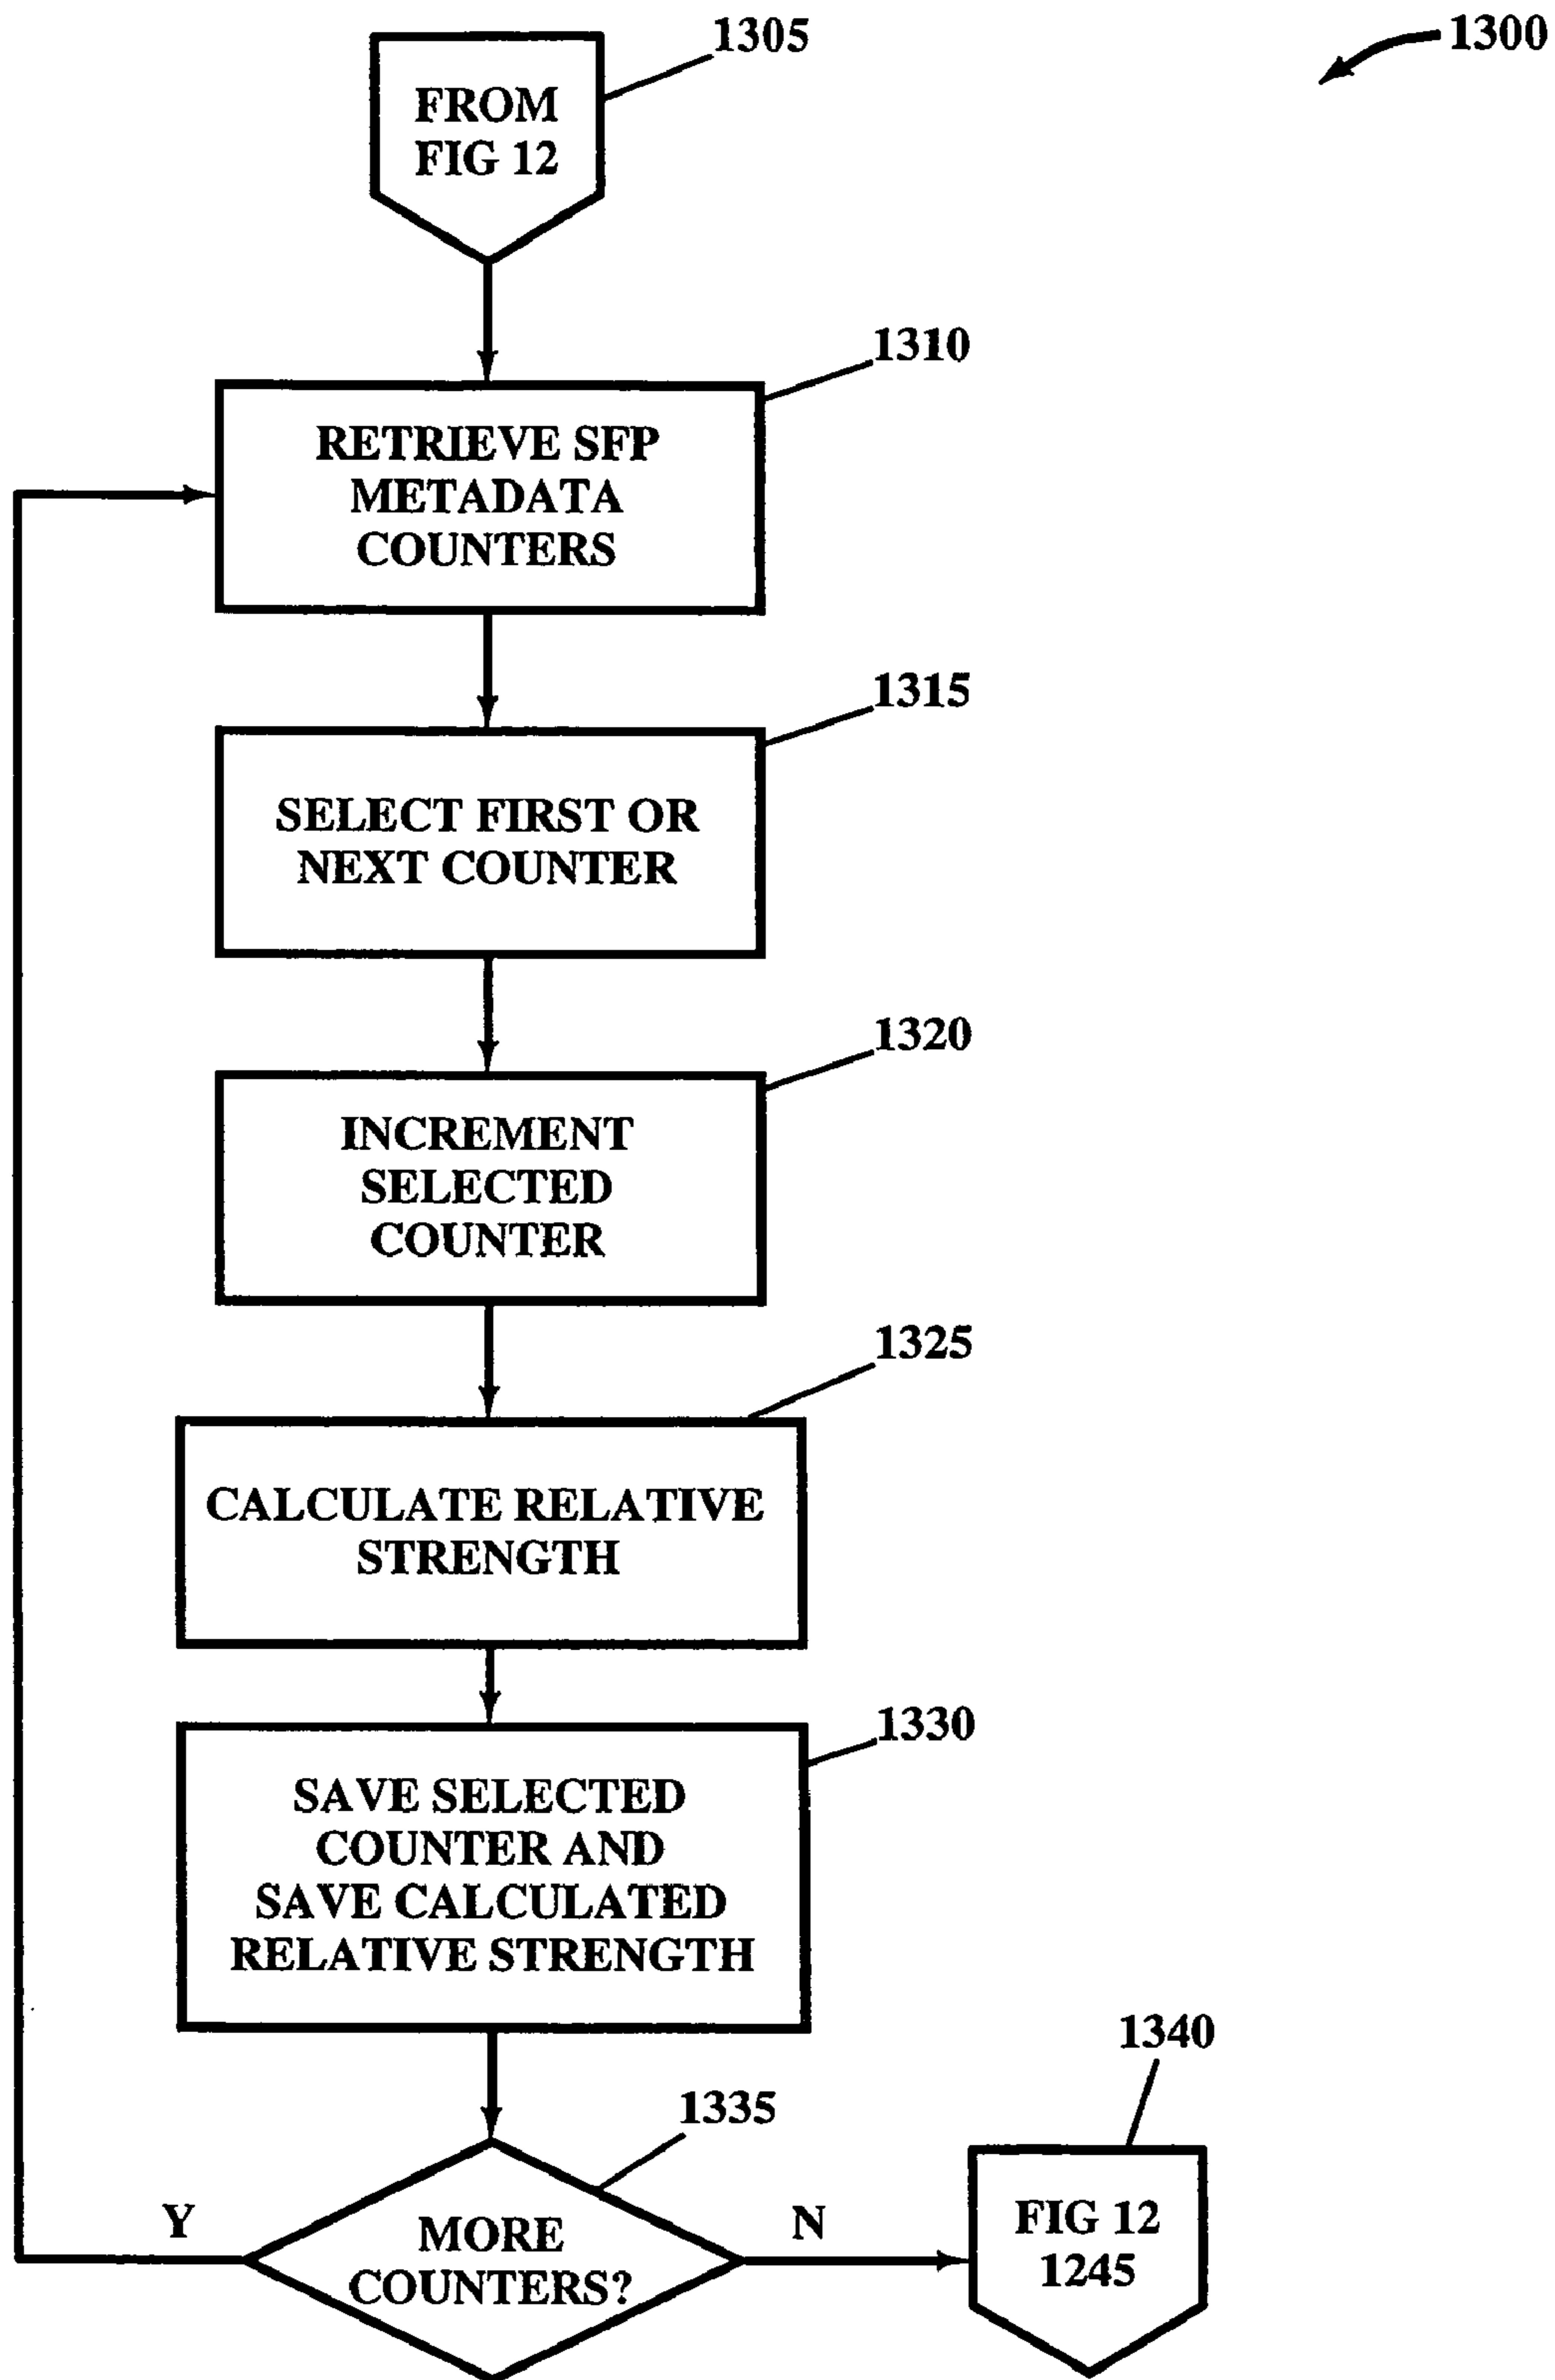 1305
1300
FROM
FIG 12
1310
RETRIEVE SFP
METADATA
COUNTERS
1315
SELECT FIRST OR
NEXT COUNTER
1320
INCREMENT
SELECTED
COUNTER
1325
CALCULATE RELATIVE
STRENGTH
1330
SAVE SELECTED
COUNTER AND
SAVE CALCULATED
RELATIVE STRENGTH
1335
1340
Y
MORE
COUNTERS?
N
FIG 12
1245